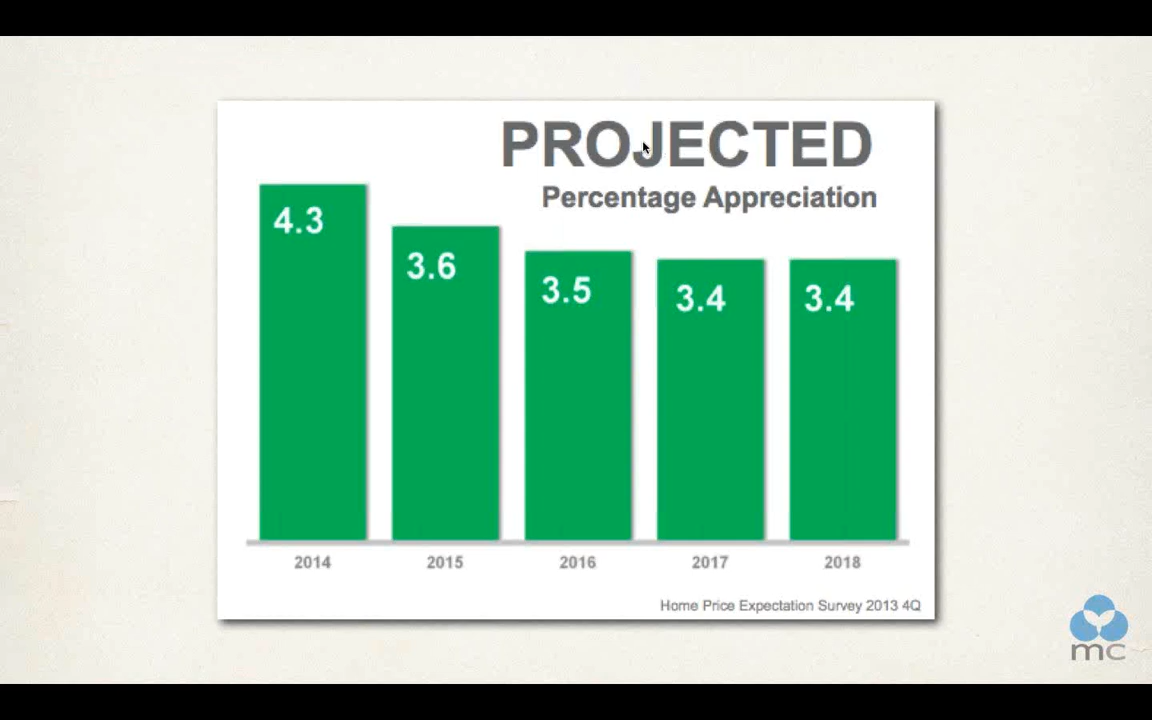 PROJECTED
Percentage Appreciation
4.3
3.6
3.5
3.4
3.4
2014
2015
2016
2017
2018
Home Price Expectation Survey 2013 4Q
mc